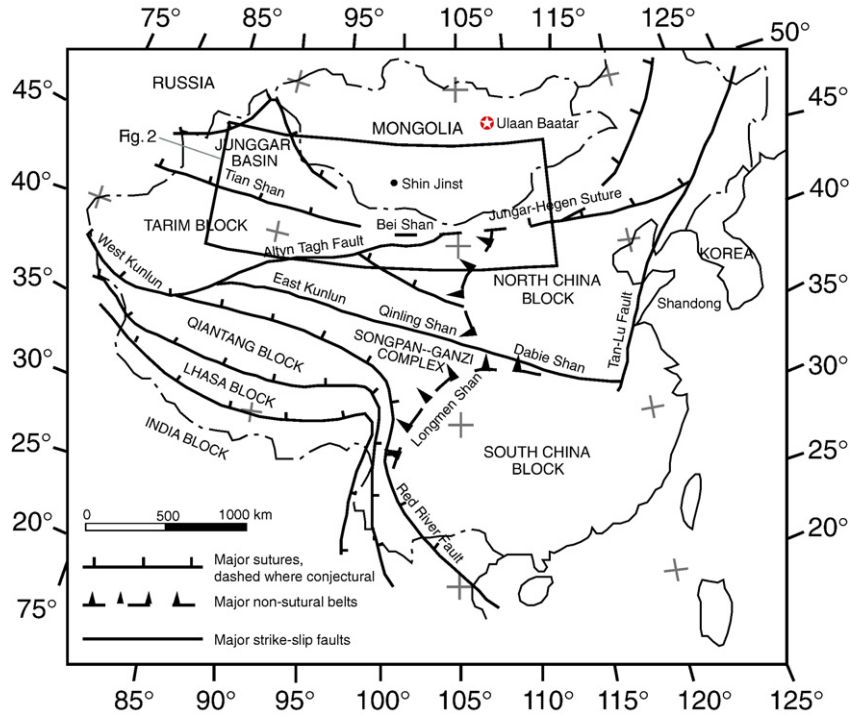 75° 85° 95° 105° 115° 125° 50°
45°
40°
35°
30°
25°
20°
75°
45°
40°
35°
30°
25°
20°
RUSSIA
MONGOLIA
Ulaan Baatar
Fig.2
JUNGGAR
BASIN
Tian Shan
Shin Jinst
TARIM BLOCK
Bei Shan
Jungar-Hegen Suture
Altyn Tagh Fault
West Kunlun
East Kunlun
NORTH CHINA
BLOCK
KOREA
Shandong
Qinling Shan
QIANTANG BLOCK
SONGPAN--GANZI
COMPLEX
Dabie Shan
Tan-Lu Fault
LHASA BLOCK
Longmen Shan
INDIA BLOCK
SOUTH CHINA
BLOCK
Red River Fault
0 500 1000 km
Major sutures,
dashed where conjectural
Major non-sutural belts
Major strike-slip faults
85° 90° 95° 100° 105° 110° 115° 120° 125°